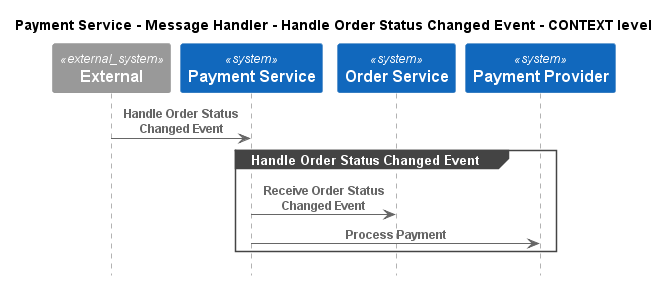 Payment Service - Message Handler - Handle Order Status Changed Event - CONTEXT level
«external_system»
External
«system»
Payment Service
«system»
Order Service
«system»
Payment Provider
Handle Order Status
Changed Event
Handle Order Status Changed Event
Receive Order Status
Changed Event
Process Payment